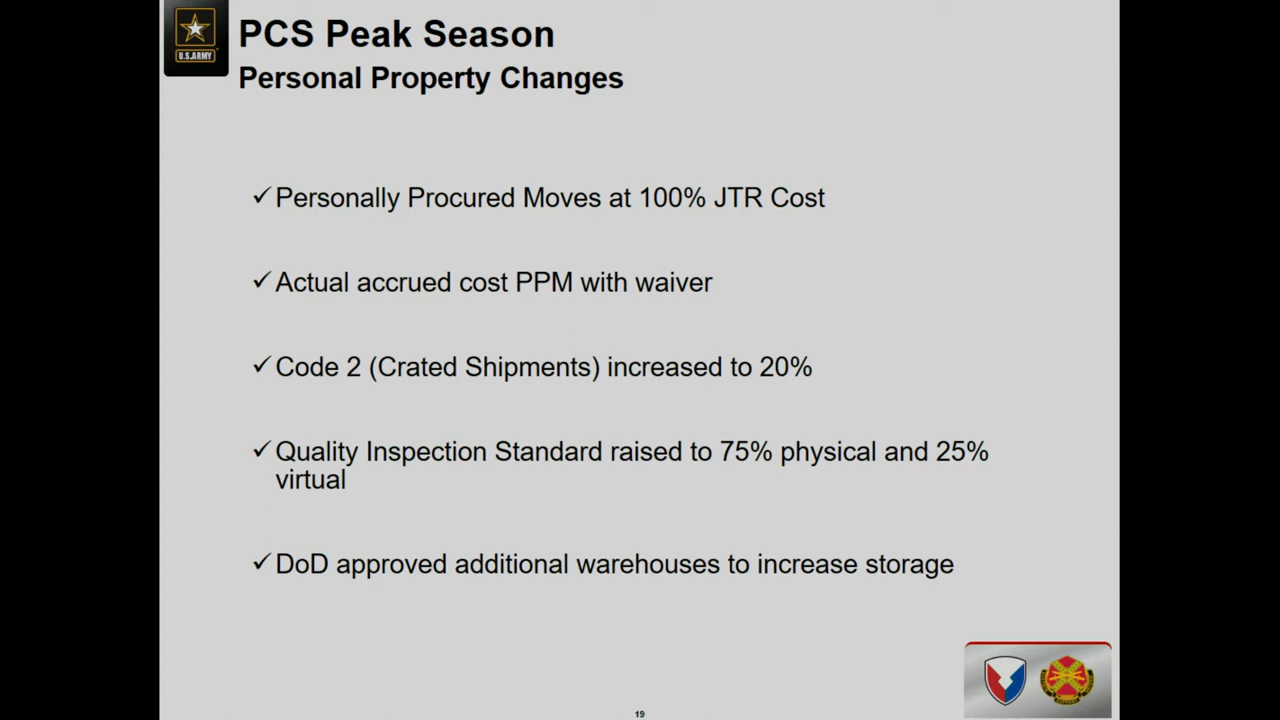 U.S.ARMY
PCS Peak Season
Personal Property Changes
✓Personally Procured Moves at 100% JTR Cost
✓Actual accrued cost PPM with waiver
✓Code 2 (Crated Shipments) increased to 20%
✓Quality Inspection Standard raised to 75% physical and 25%
virtual
✓DoD approved additional warehouses to increase storage
19